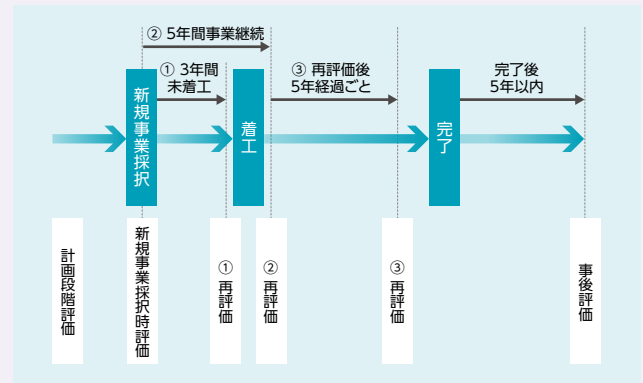 ② 5年間事業継続
① 3年間
未着工
③ 再評価後
5年経過ごと
完了後
5年以内
新規事業採択
着工
完了
計画段階評価
新規事業採択時評価
① 再評価
② 再評価
③ 再評価
事後評価